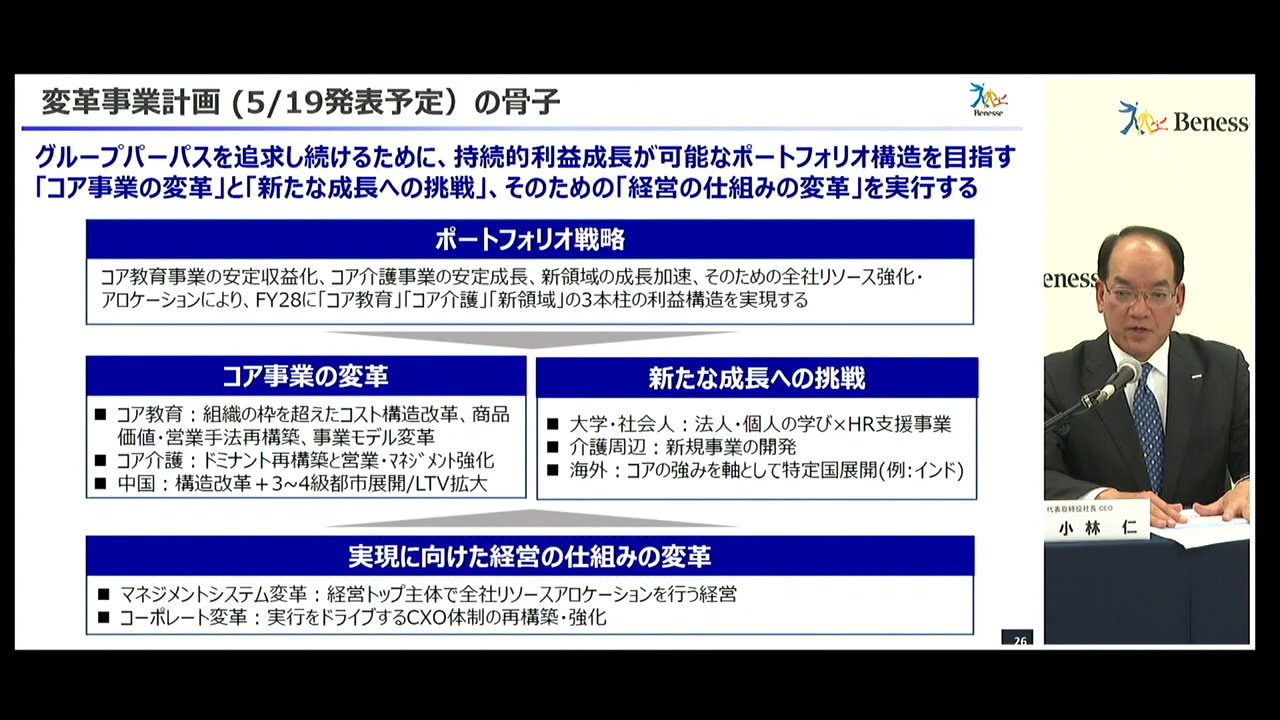 変革事業計画 (5/19発表予定）の骨子
Benesse
グループパーパスを追求し続けるために、持続的利益成長が可能なポートフォリオ構造を目指す
「コア事業の変革」と「新たな成長への挑戦」、そのための「経営の仕組みの変革」を実行する
ポートフォリオ戦略
コア教育事業の安定収益化、コア介護事業の安定成長、新領域の成長加速、そのための全社リソース強化・
アロケーションにより、FY28に「コア教育」「コア介護」「新領域」の3本柱の利益構造を実現する
コア事業の変革
■ コア教育：組織の枠を超えたコスト構造改革、商品
価値・営業手法再構築、事業モデル変革
■ コア介護：ドミナント再構築と営業・ﾏﾈｼﾞﾒﾝﾄ強化
■ 中国：構造改革＋3~4級都市展開/LTV拡大
新たな成長への挑戦
■ 大学・社会人：法人・個人の学び×HR支援事業
■ 介護周辺：新規事業の開発
■ 海外：コアの強みを軸として特定国展開(例：インド)
実現に向けた経営の仕組みの変革
■ マネジメントシステム変革：経営トップ主体で全社リソースアロケーションを行う経営
■ コーポレート変革：実行をドライブするCXO体制の再構築・強化
26
Beness
eness
代表取締役社長 CEO
小林 仁